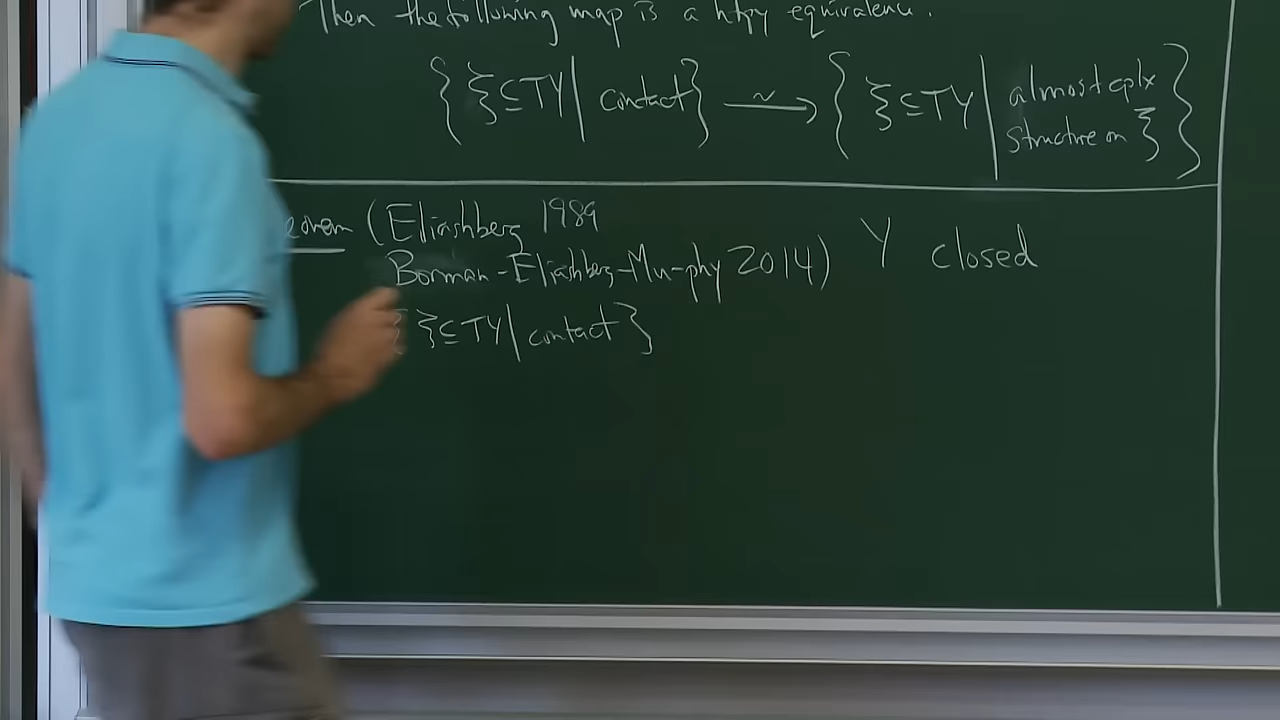 Then the following map is a htpy equivalence.
{ξ ⊆ TY | contact} ~→ {ξ ⊆ TY | almost cplx structure on ξ}
eorem (Eliashberg 1989
Borman-Eliashberg-Murphy 2014) Y closed
{ξ ⊆ TY | contact}